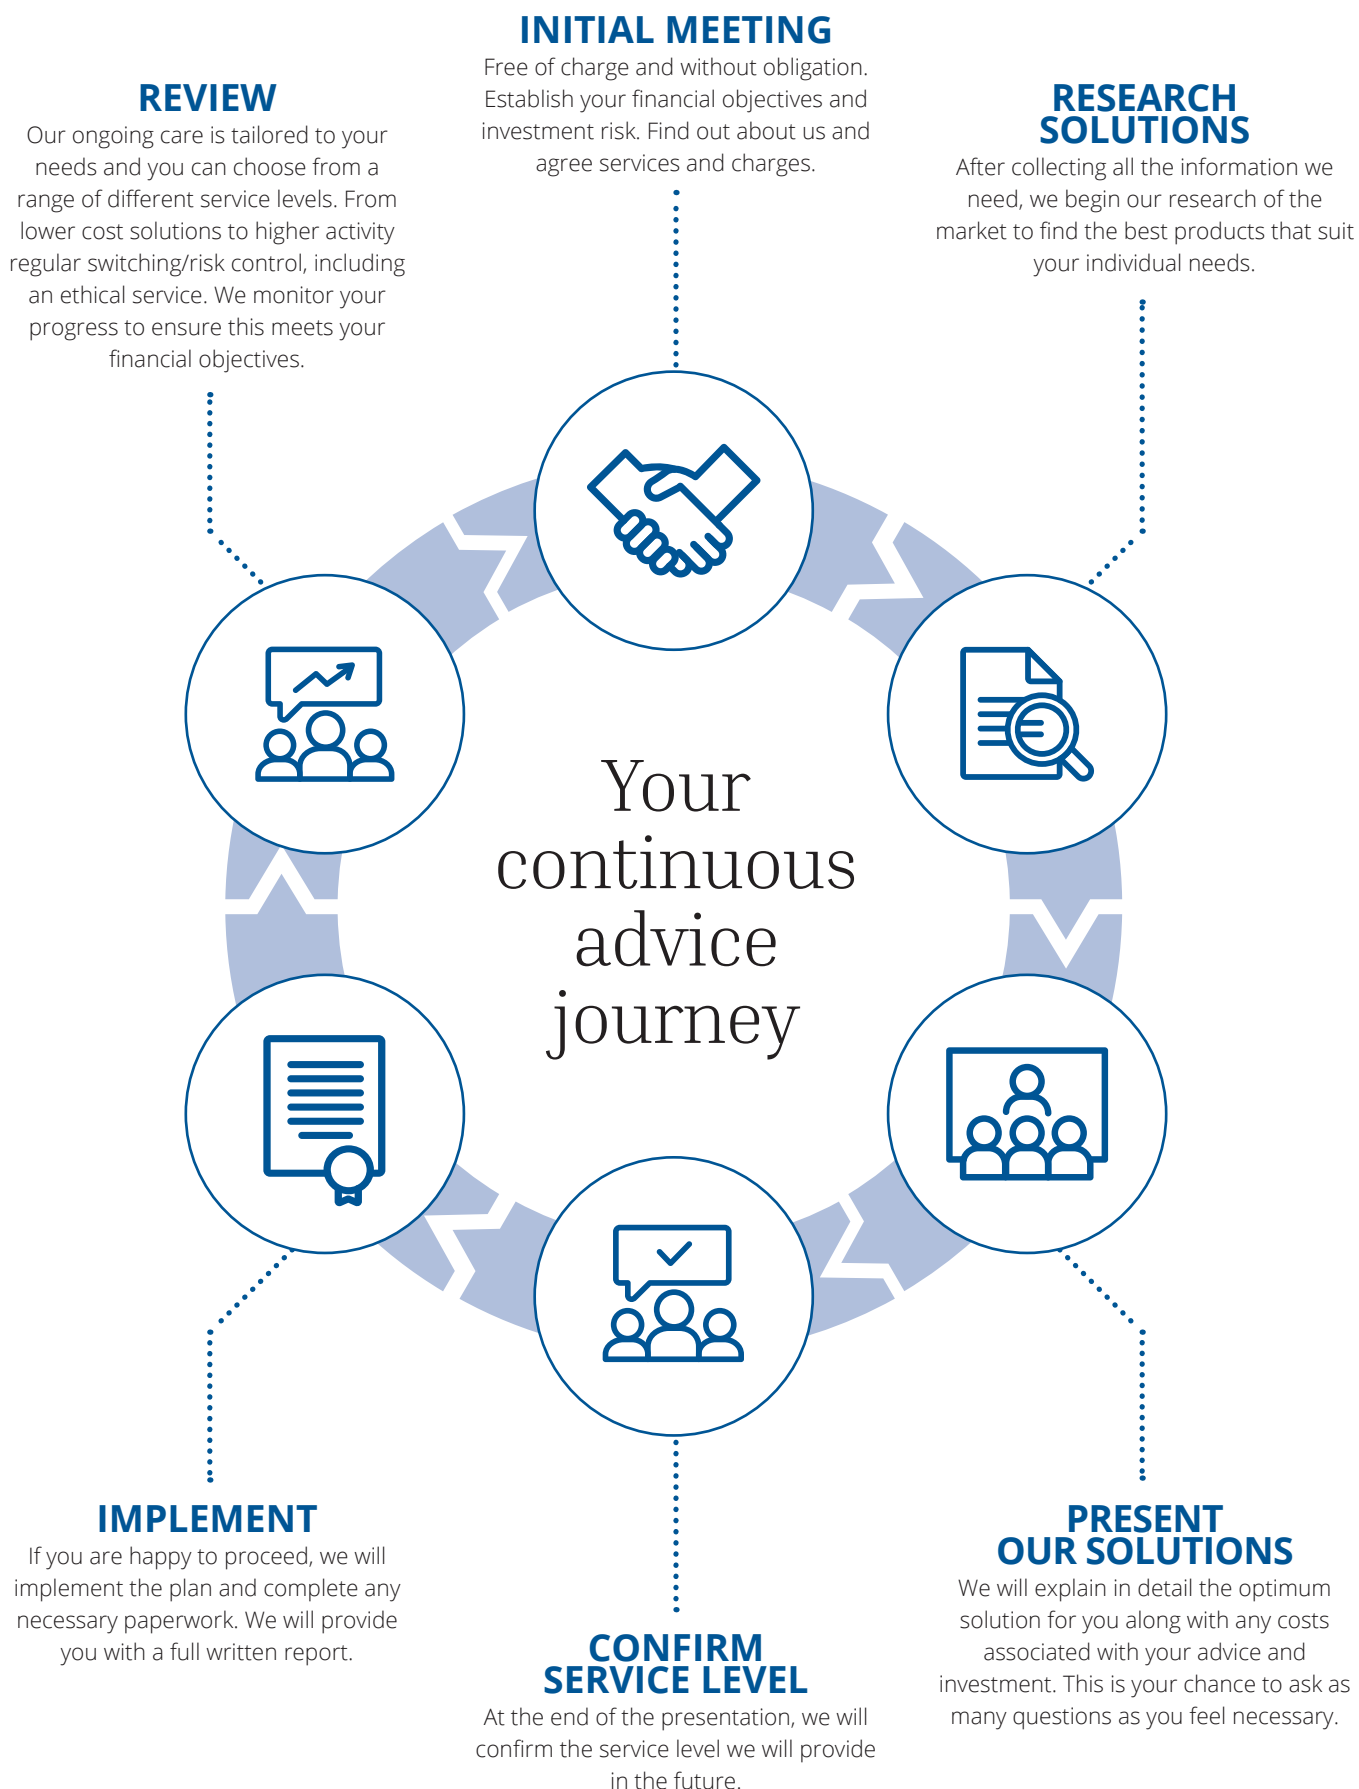 INITIAL MEETING
Free of charge and without obligation.
Establish your financial objectives and
investment risk. Find out about us and
agree services and charges.
RESEARCH
SOLUTIONS
After collecting all the information we
need, we begin our research of the
market to find the best products that suit
your individual needs.
PRESENT
OUR SOLUTIONS
We will explain in detail the optimum
solution for you along with any costs
associated with your advice and
investment. This is your chance to ask as
many questions as you feel necessary.
CONFIRM
SERVICE LEVEL
At the end of the presentation, we will
confirm the service level we will provide
in the future.
IMPLEMENT
If you are happy to proceed, we will
implement the plan and complete any
necessary paperwork. We will provide
you with a full written report.
REVIEW
Our ongoing care is tailored to your
needs and you can choose from a
range of different service levels. From
lower cost solutions to higher activity
regular switching/risk control, including
an ethical service. We monitor your
progress to ensure this meets your
financial objectives.
Your
continuous
advice
journey